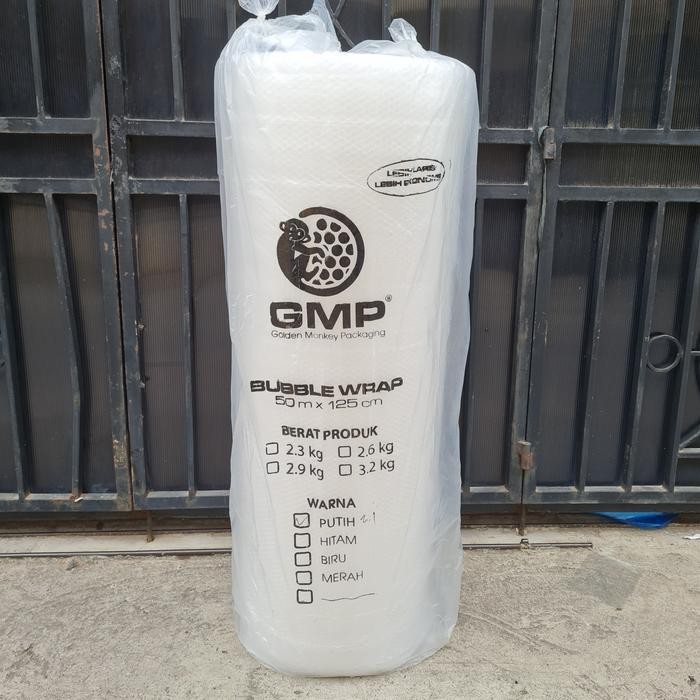 LEBIH LARIS
LEBIH EKONOMIS
GMP®
Golden Monkey Packaging
BUBBLE WRAP
50 m x 125 cm
BERAT PRODUK
2.3 kg 2.6 kg
2.9 kg 3.2 kg
WARNA
PUTIH
HITAM
BIRU
MERAH